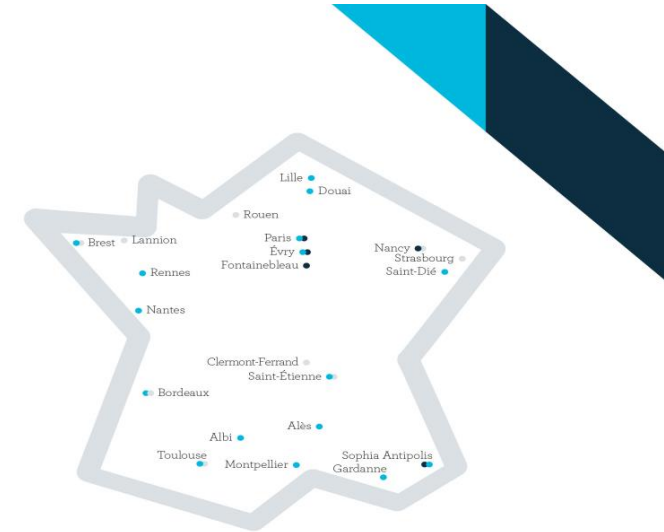 Lille
Douai
Rouen
Paris
Brest
Lannion
Évry
Nancy
Strasbourg
Fontainebleau
Saint-Dié
Rennes
Nantes
Clermont-Ferrand
Saint-Étienne
Bordeaux
Alès
Albi
Toulouse
Montpellier
Sophia Antipolis
Gardanne